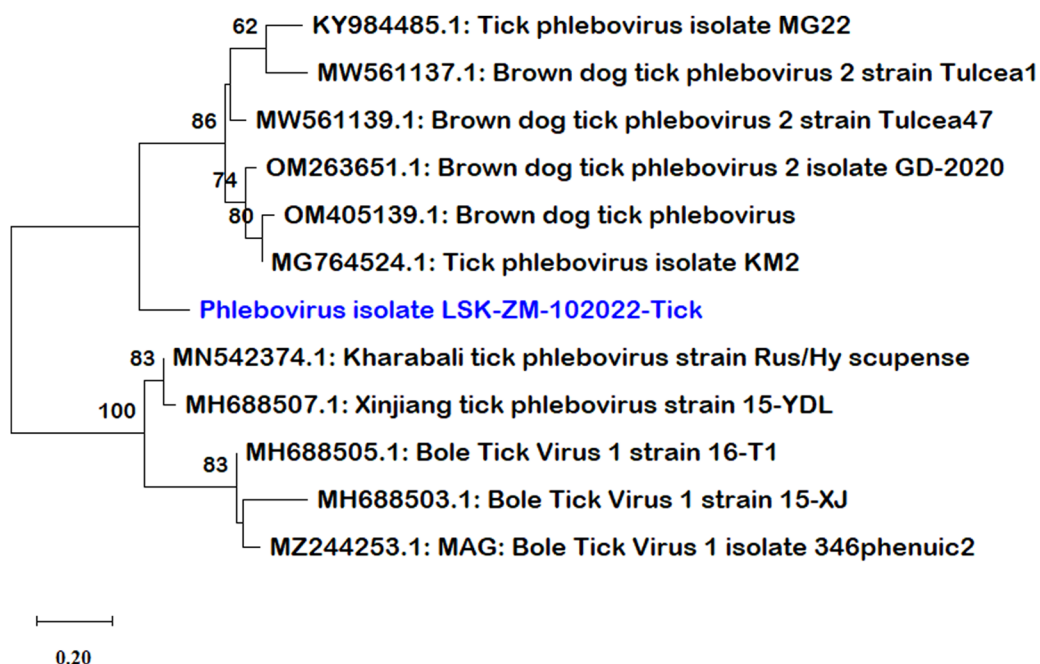 62
KY984485.1: Tick phlebovirus isolate MG22
MW561137.1: Brown dog tick phlebovirus 2 strain Tulcea1
86
MW561139.1: Brown dog tick phlebovirus 2 strain Tulcea47
OM263651.1: Brown dog tick phlebovirus 2 isolate GD-2020
74
80
OM405139.1: Brown dog tick phlebovirus
MG764524.1: Tick phlebovirus isolate KM2
Phlebovirus isolate LSK-ZM-102022-Tick
83
MN542374.1: Kharabali tick phlebovirus strain Rus/Hy scupense
100
MH688507.1: Xinjiang tick phlebovirus strain 15-YDL
83
MH688505.1: Bole Tick Virus 1 strain 16-T1
MH688503.1: Bole Tick Virus 1 strain 15-XJ
MZ244253.1: MAG: Bole Tick Virus 1 isolate 346phenuic2
0.20